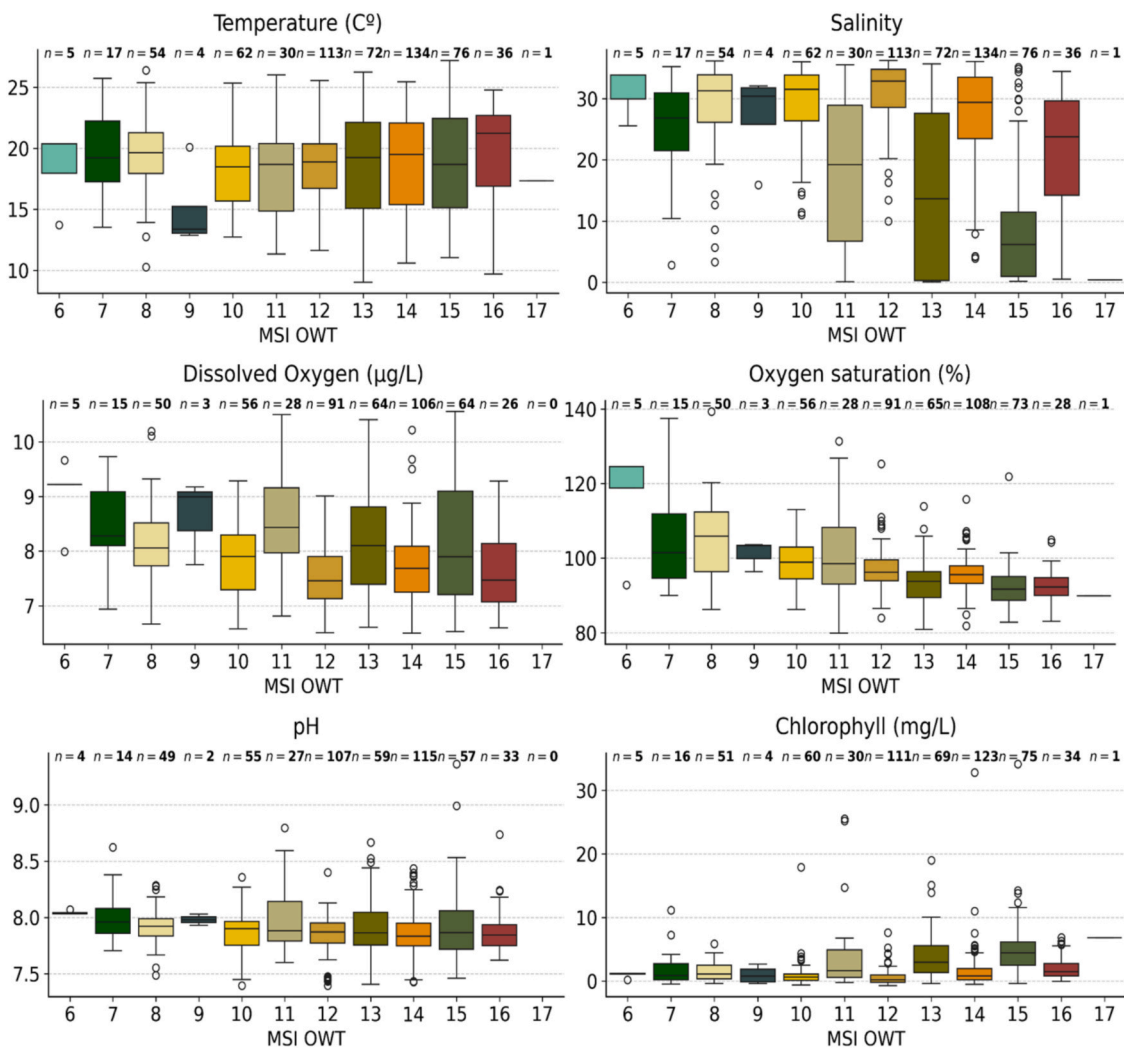 Temperature (Cº)
n = 5 n = 17 n = 54 n = 4 n = 62 n = 30 n = 113 n = 72 n = 134 n = 76 n = 36 n = 1
25
20
15
10
6 7 8 9 10 11 12 13 14 15 16 17
MSI OWT
Salinity
n = 5 n = 17 n = 54 n = 4 n = 62 n = 30 n = 113 n = 72 n = 134 n = 76 n = 36 n = 1
30
20
10
0
6 7 8 9 10 11 12 13 14 15 16 17
MSI OWT
Dissolved Oxygen (μg/L)
n = 5 n = 15 n = 50 n = 3 n = 56 n = 28 n = 91 n = 64 n = 106 n = 64 n = 26 n = 0
10
9
8
7
6 7 8 9 10 11 12 13 14 15 16 17
MSI OWT
Oxygen saturation (%)
n = 5 n = 15 n = 50 n = 3 n = 56 n = 28 n = 91 n = 65 n = 108 n = 73 n = 28 n = 1
140
120
100
80
6 7 8 9 10 11 12 13 14 15 16 17
MSI OWT
pH
n = 4 n = 14 n = 49 n = 2 n = 55 n = 27 n = 107 n = 59 n = 115 n = 57 n = 33 n = 0
9.0
8.5
8.0
7.5
6 7 8 9 10 11 12 13 14 15 16 17
MSI OWT
Chlorophyll (mg/L)
n = 5 n = 16 n = 51 n = 4 n = 60 n = 30 n = 111 n = 69 n = 123 n = 75 n = 34 n = 1
30
20
10
0
6 7 8 9 10 11 12 13 14 15 16 17
MSI OWT